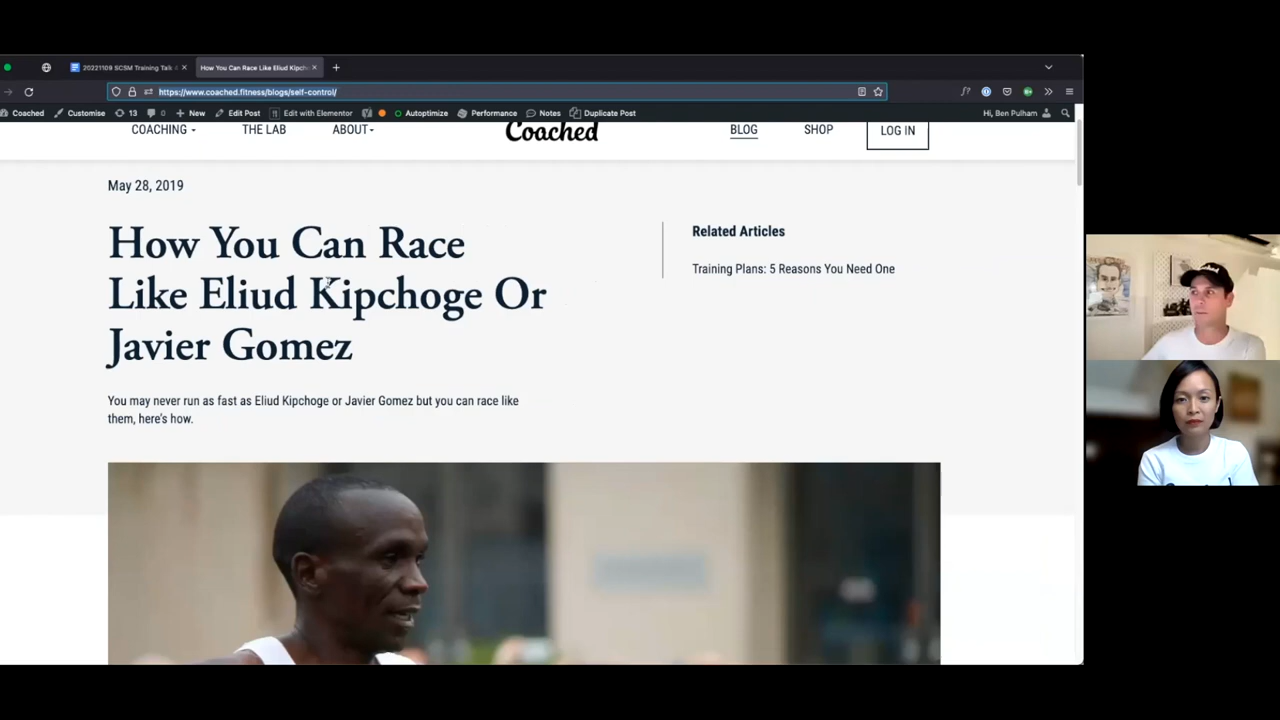 20221109 SCSM Training Talk
How You Can Race Like Eliud Kipch
https://www.coached.fitness/blogs/self-control/
Coached
Customise
13
New
Edit Post
Edit with Elementor
Autoptimize
Performance
Notes
Duplicate Post
Hi, Ben Pulham
COACHING
THE LAB
ABOUT
Coached
BLOG
SHOP
LOG IN
May 28, 2019
How You Can Race
Like Eliud Kipchoge Or
Javier Gomez
You may never run as fast as Eliud Kipchoge or Javier Gomez but you can race like
them, here's how.
Related Articles
Training Plans: 5 Reasons You Need One